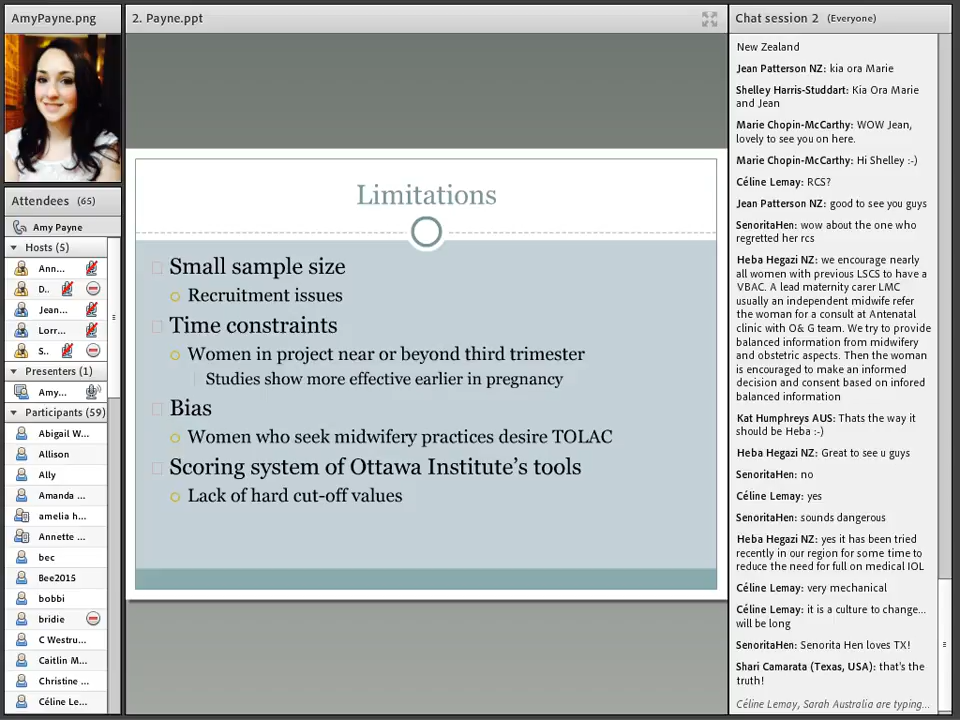 AmyPayne.png
Attendees (65)
Amy Payne
Hosts (5)
Ann...
D..
Jean...
Lorr...
S..
Presenters (1)
Amy...
Participants (59)
Abigail W...
Allison
Ally
Amanda ...
amelia h...
Annette ...
bec
Bee2015
bobbi
bridie
C Westru...
Caitlin M...
Christine ...
Céline Le...
2. Payne.ppt
Limitations
Small sample size
Recruitment issues
Time constraints
Women in project near or beyond third trimester
Studies show more effective earlier in pregnancy
Bias
Women who seek midwifery practices desire TOLAC
Scoring system of Ottawa Institute's tools
Lack of hard cut-off values
Chat session 2 (Everyone)
New Zealand
Jean Patterson NZ: kia ora Marie
Shelley Harris-Studdart: Kia Ora Marie
and Jean
Marie Chopin-McCarthy: WOW Jean,
lovely to see you on here.
Marie Chopin-McCarthy: Hi Shelley :-)
Céline Lemay: RCS?
Jean Patterson NZ: good to see you guys
SenoritaHen: wow about the one who
regretted her rcs
Heba Hegazi NZ: we encourage nearly
all women with previous LSCS to have a
VBAC. A lead maternity carer LMC
usually an independent midwife refer
the woman for a consult at Antenatal
clinic with O& G team. We try to provide
balanced information from midwifery
and obstetric aspects. Then the woman
is encouraged to make an informed
decision and consent based on infored
balanced information
Kat Humphreys AUS: Thats the way it
should be Heba :-)
Heba Hegazi NZ: Great to see u guys
SenoritaHen: no
Céline Lemay: yes
SenoritaHen: sounds dangerous
Heba Hegazi NZ: yes it has been tried
recently in our region for some time to
reduce the need for full on medical IOL
Céline Lemay: very mechanical
Céline Lemay: it is a culture to change...
will be long
SenoritaHen: Senorita Hen loves TX!
Shari Camarata (Texas, USA): that's the
truth!
Céline Lemay, Sarah Australia are typing...